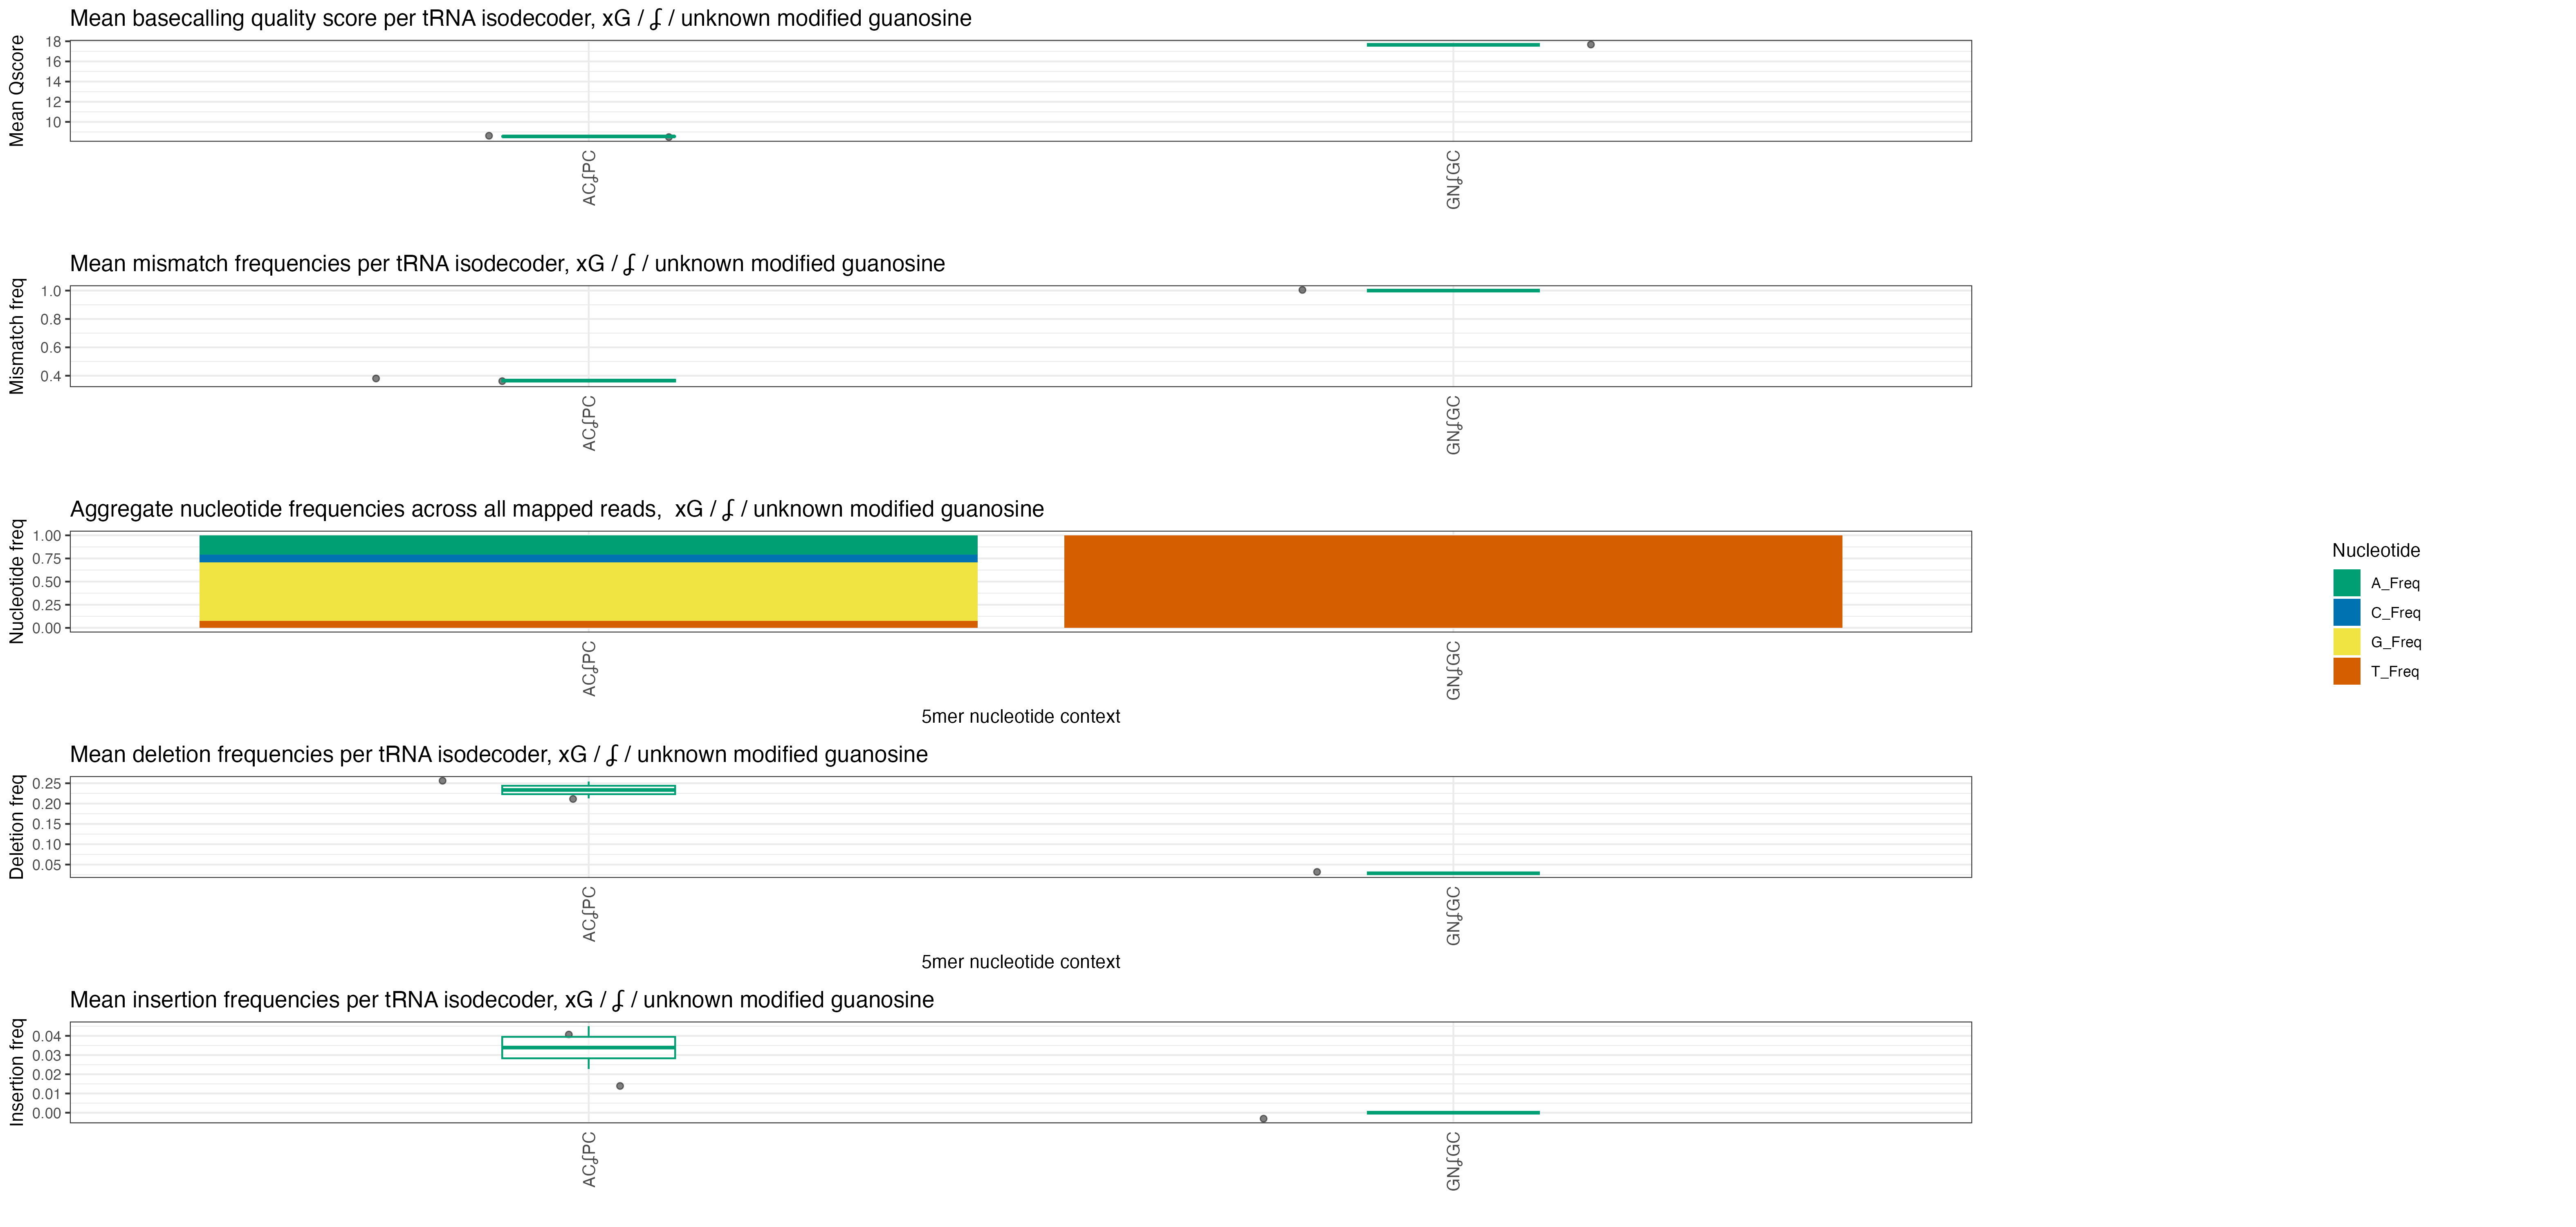 Mean basecalling quality score per tRNA isodecoder, xG / ʆ / unknown modified guanosine
Mean Qscore
18
16
14
12
10
ACʆPC
GNʆGC
Mean mismatch frequencies per tRNA isodecoder, xG / ʆ / unknown modified guanosine
Mismatch freq
1.0
0.8
0.6
0.4
ACʆPC
GNʆGC
Aggregate nucleotide frequencies across all mapped reads,  xG / ʆ / unknown modified guanosine
Nucleotide freq
1.00
0.75
0.50
0.25
0.00
ACʆPC
GNʆGC
5mer nucleotide context
Nucleotide
A_Freq
C_Freq
G_Freq
T_Freq
Mean deletion frequencies per tRNA isodecoder, xG / ʆ / unknown modified guanosine
Deletion freq
0.25
0.20
0.15
0.10
0.05
ACʆPC
GNʆGC
5mer nucleotide context
Mean insertion frequencies per tRNA isodecoder, xG / ʆ / unknown modified guanosine
Insertion freq
0.04
0.03
0.02
0.01
0.00
ACʆPC
GNʆGC